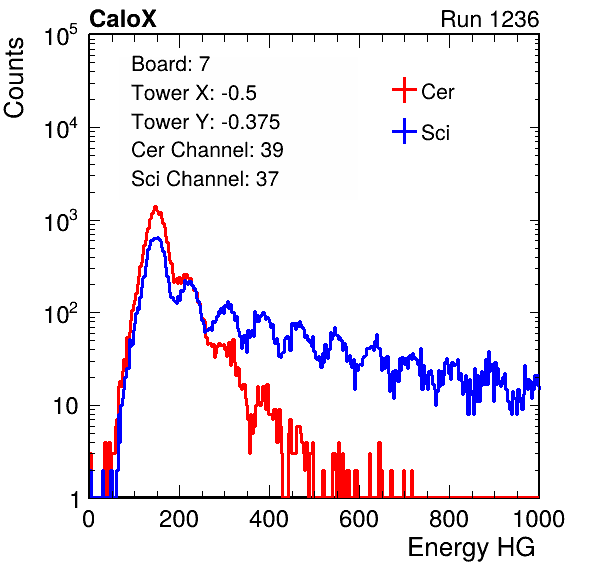 CaloX Run 1236
Counts
10^5
10^4
10^3
10^2
10
1
Board: 7
Tower X: -0.5
Tower Y: -0.375
Cer Channel: 39
Sci Channel: 37
Cer
Sci
0 200 400 600 800 1000
Energy HG